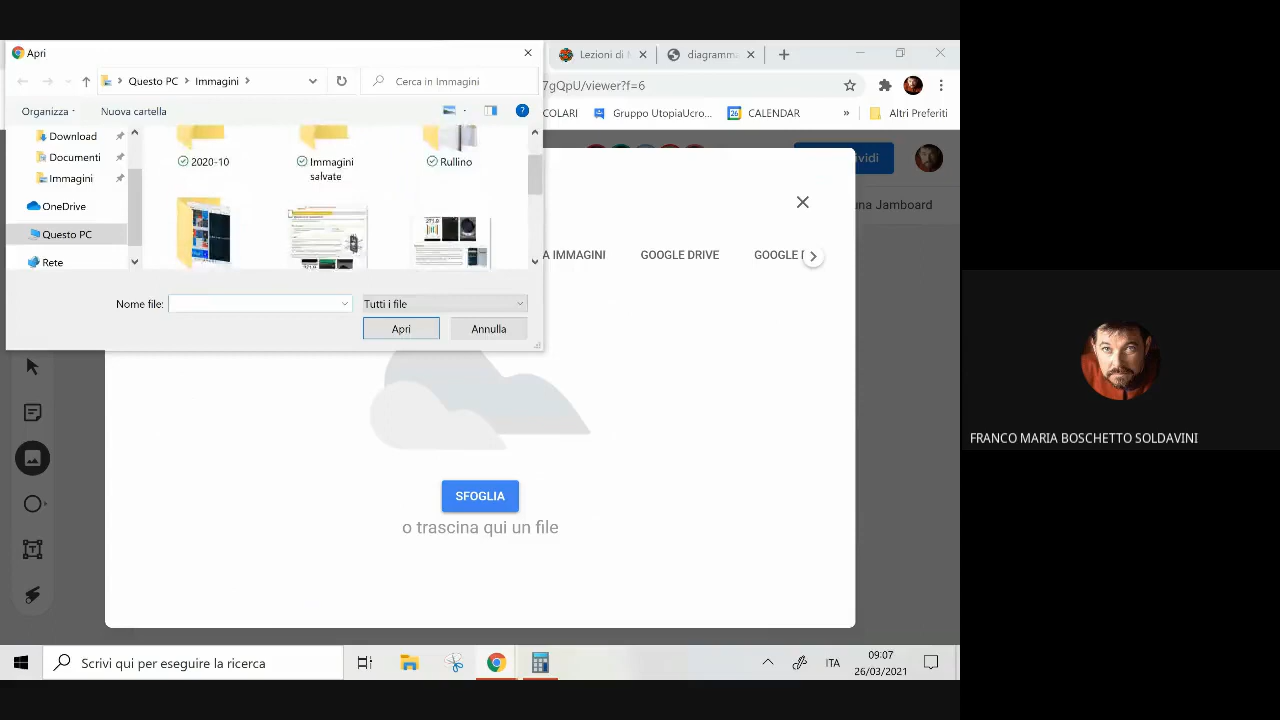 Apri
Lezioni di M
diagramma
Questo PC
Immagini
Cerca in Immagini
7gQpU/viewer?f=6
Organizza
Nuova cartella
COLARI
Gruppo UtopiaUcro...
26
CALENDAR
»
Altri Preferiti
Download
Documenti
Immagini
OneDrive
Questo PC
Rete
2020-10
Immagini
salvate
Rullino
vidi
una Jamboard
A IMMAGINI
GOOGLE DRIVE
GOOGLE F
Nome file:
Tutti i file
Apri
Annulla
SFOGLIA
o trascina qui un file
FRANCO MARIA BOSCHETTO SOLDAVINI
Scrivi qui per eseguire la ricerca
ITA
09:07
26/03/2021